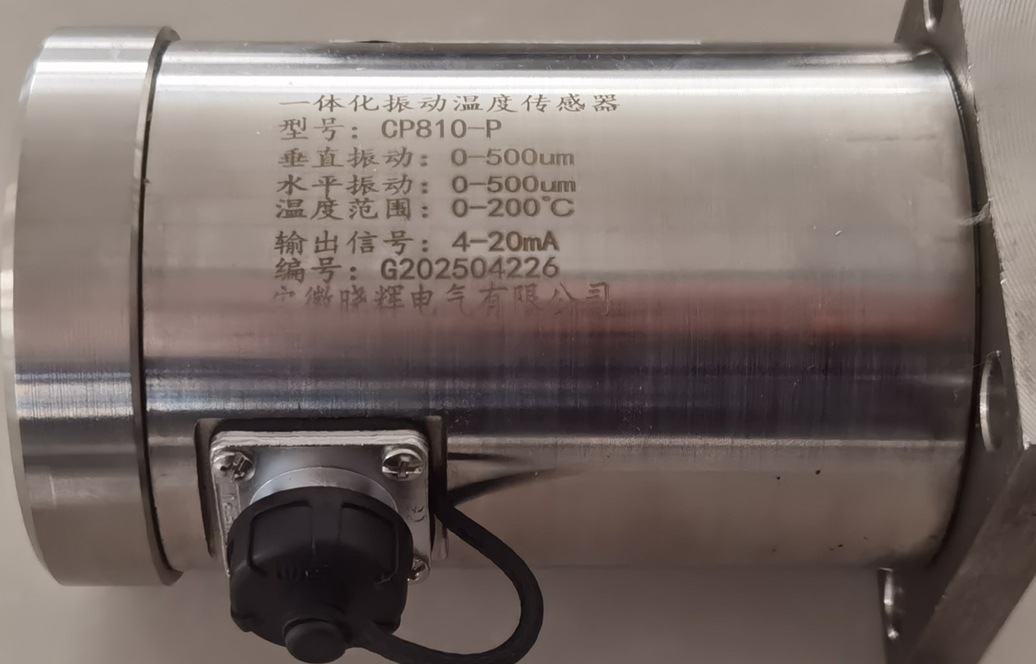 一体化振动温度传感器
型号：CP810-P
垂直振动：0-500um
水平振动：0-500um
温度范围：0-200℃
输出信号：4-20mA
编号：G202504226
安徽晓辉电气有限公司